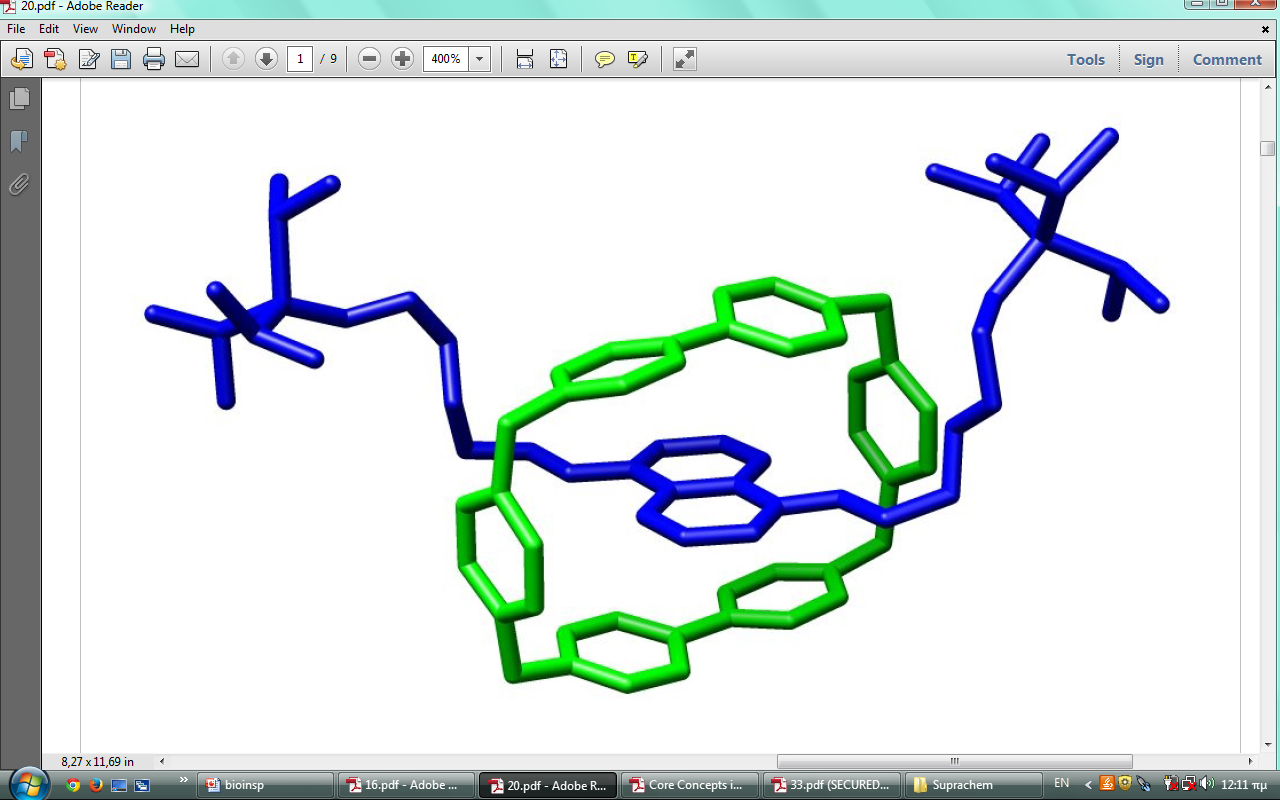 20.pdf - Adobe Reader
File Edit View Window Help
1 / 9 400% Tools Sign Comment
8,27 x 11,69 in
bioinsp 16.pdf - Adobe ... 20.pdf - Adobe R... Core Concepts i... 33.pdf (SECURED... Suprachem EN 12:11 πμ